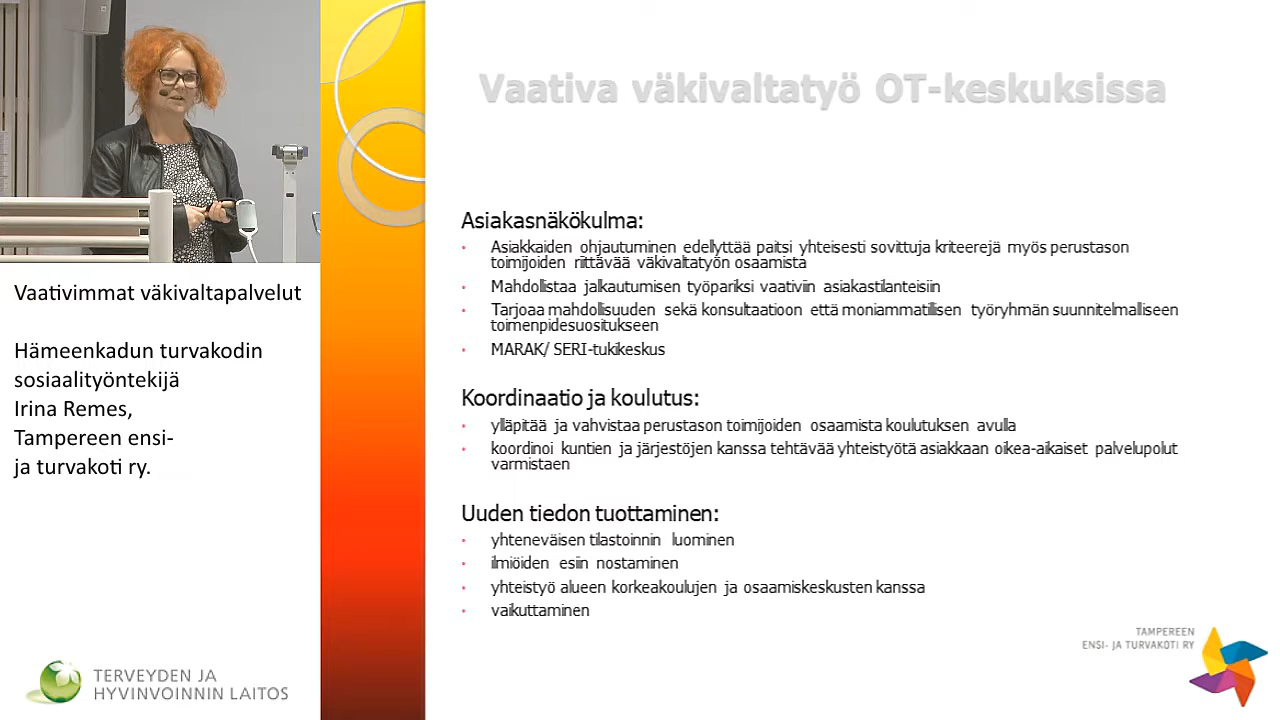 Vaativimmat väkivaltapalvelut
Hämeenkadun turvakodin
sosiaalityöntekijä
Irina Remes,
Tampereen ensi-
ja turvakoti ry.
TERVEYDEN JA
HYVINVOINNIN LAITOS
Vaativa väkivaltatyö OT-keskuksissa
Asiakasnäkökulma:
• Asiakkaiden ohjautuminen edellyttää paitsi yhteisesti sovittuja kriteerejä myös perustason
toimijoiden riittävää väkivaltatyön osaamista
• Mahdollistaa jalkautumisen työpariksi vaativiin asiakastilanteisiin
• Tarjoaa mahdollisuuden sekä konsultaatioon että moniammatillisen työryhmän suunnitelmalliseen
toimenpidesuositukseen
• MARAK/ SERI-tukikeskus
Koordinaatio ja koulutus:
• ylläpitää ja vahvistaa perustason toimijoiden osaamista koulutuksen avulla
• koordinoi kuntien ja järjestöjen kanssa tehtävää yhteistyötä asiakkaan oikea-aikaiset palvelupolut
varmistaen
Uuden tiedon tuottaminen:
• yhteneväisen tilastoinnin luominen
• ilmiöiden esiin nostaminen
• yhteistyö alueen korkeakoulujen ja osaamiskeskusten kanssa
• vaikuttaminen
TAMPEREEN
ENSI- JA TURVAKOTI RY